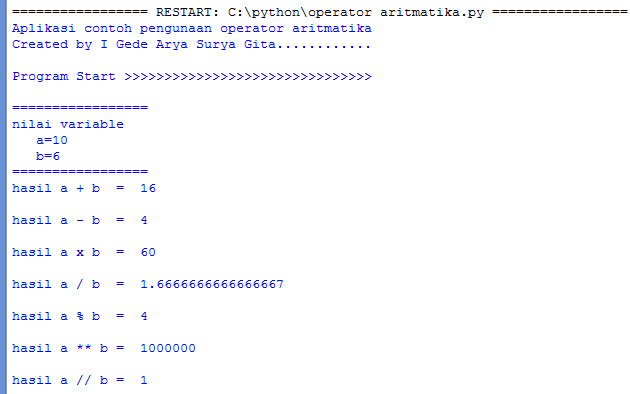 ================= RESTART: C:\python\operator aritmatika.py =================
Aplikasi contoh pengunaan operator aritmatika
Created by I Gede Arya Surya Gita............
Program Start >>>>>>>>>>>>>>>>>>>>>>>>>>>>>>>
=================
nilai variable
   a=10
   b=6
=================
hasil a + b  =  16
hasil a - b  =  4
hasil a x b  =  60
hasil a / b  =  1.6666666666666667
hasil a % b  =  4
hasil a ** b =  1000000
hasil a // b =  1